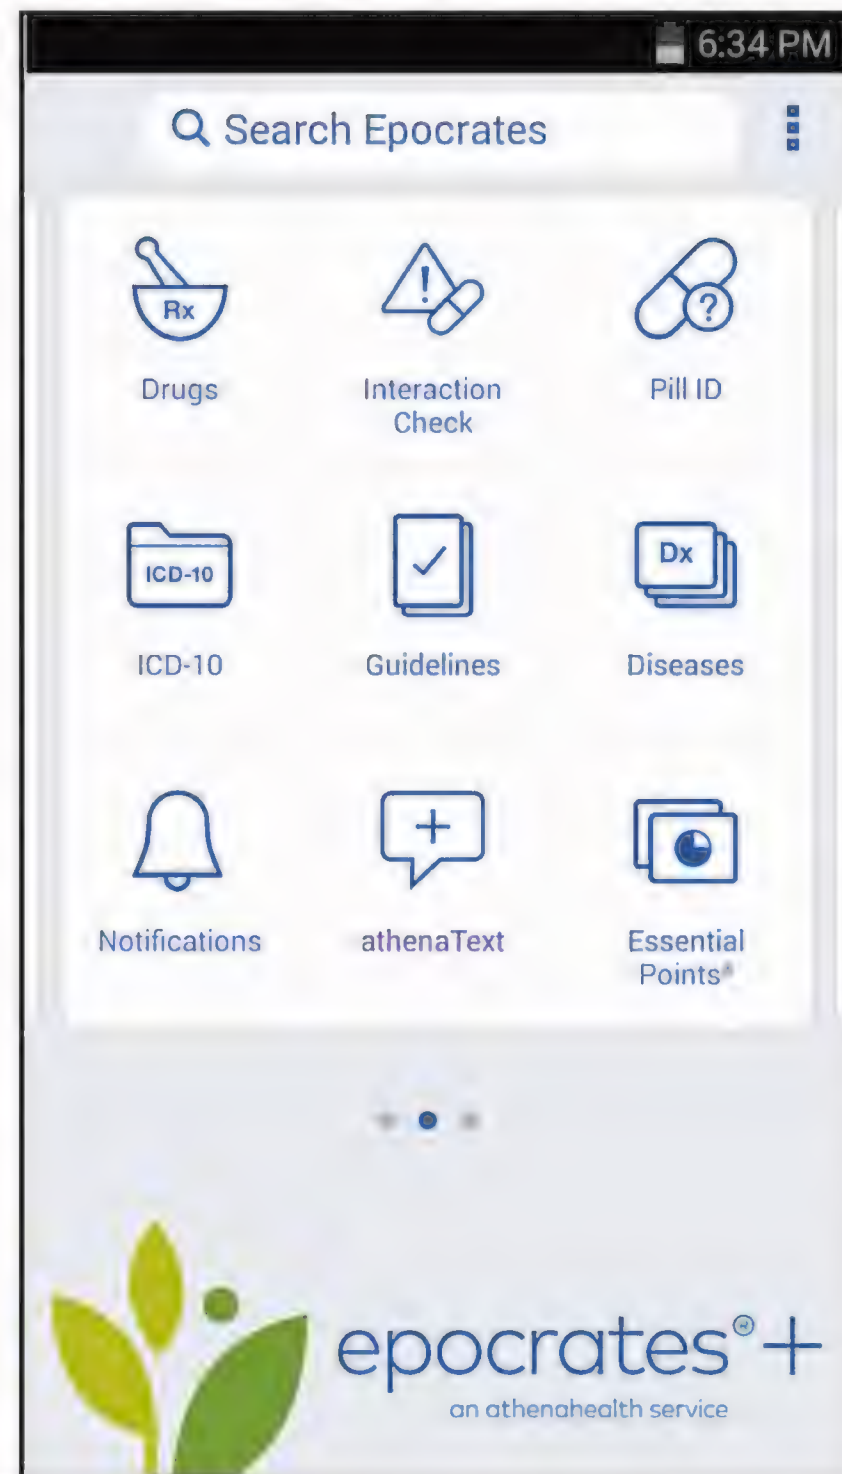 6:34 PM
Search Epocrates
Rx
Drugs
Interaction
Check
Pill ID
ICD-10
ICD-10
Guidelines
Dx
Diseases
Notifications
athenaText
Essential
Points
epocrates®+
an athenahealth service